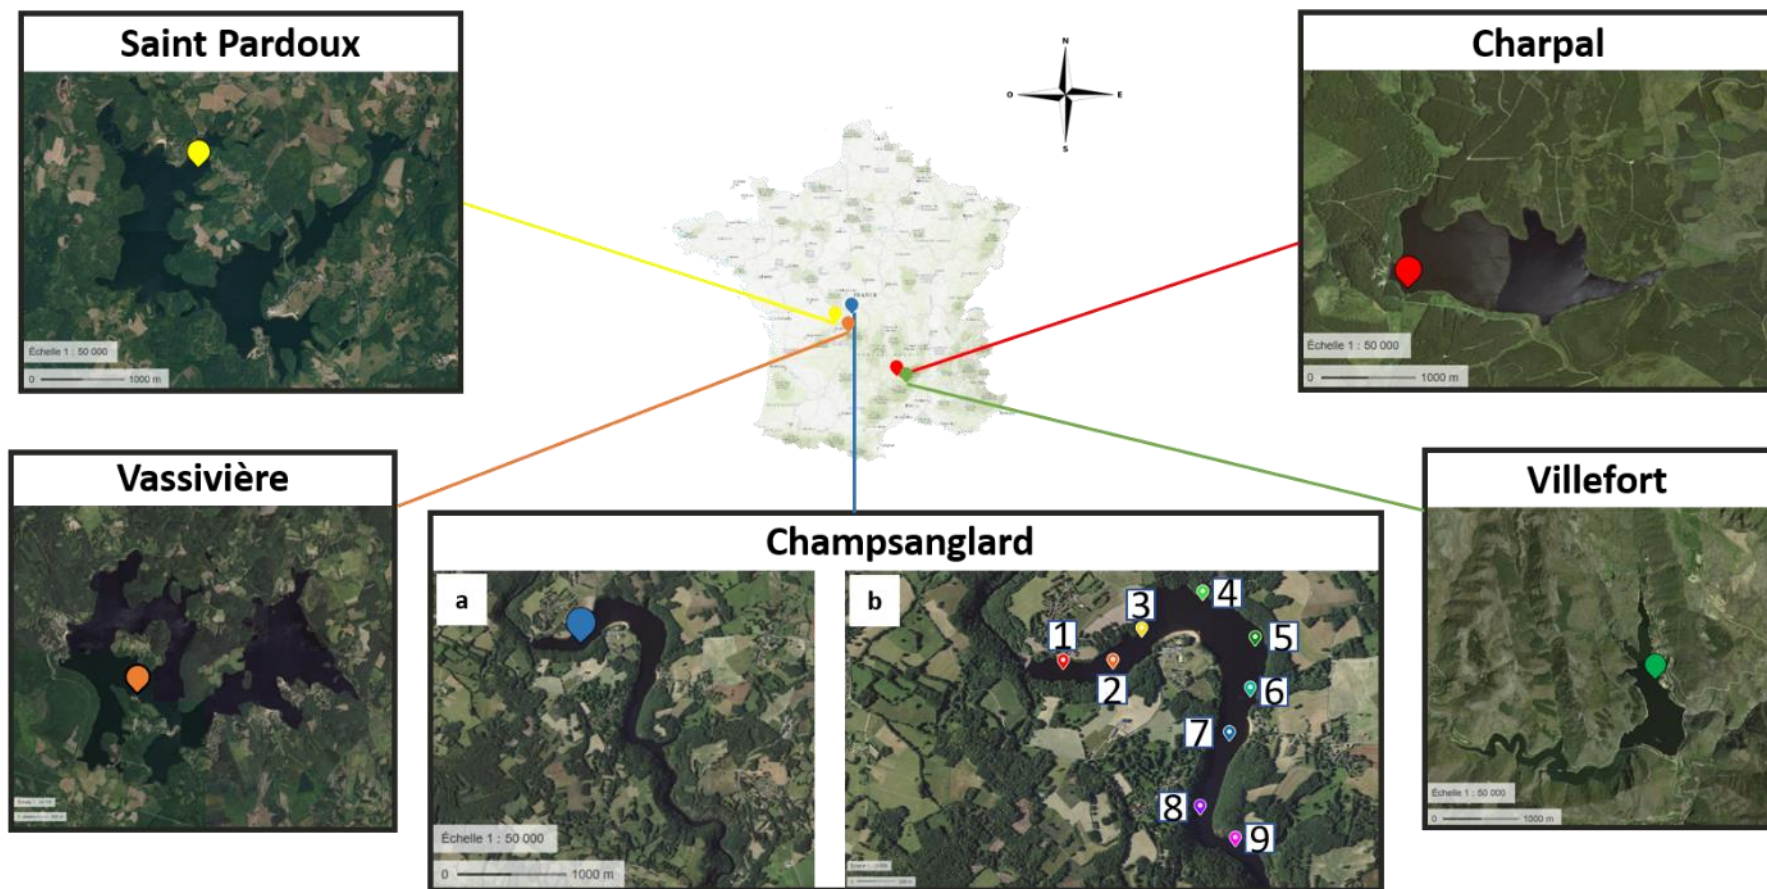 Saint Pardoux
Échelle 1 : 50 000
0 1000 m
N
O E
S
FRANCE
Charpal
Échelle 1 : 50 000
0 1000 m
Vassivière
Champsanglard
a
Échelle 1 : 50 000
0 1000 m
b
1
2
3
4
5
6
7
8
9
Villefort
Échelle 1 : 50 000
0 1000 m